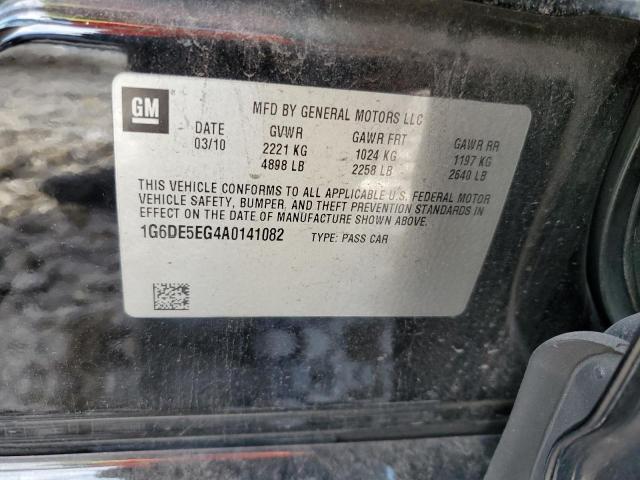 GM
MFD BY GENERAL MOTORS LLC
DATE GVWR GAWR FRT GAWR RR
03/10 2221 KG 1024 KG 1197 KG
4898 LB 2258 LB 2640 LB
THIS VEHICLE CONFORMS TO ALL APPLICABLE U.S. FEDERAL MOTOR
VEHICLE SAFETY, BUMPER, AND THEFT PREVENTION STANDARDS IN
EFFECT ON THE DATE OF MANUFACTURE SHOWN ABOVE.
1G6DE5EG4A0141082 TYPE: PASS CAR